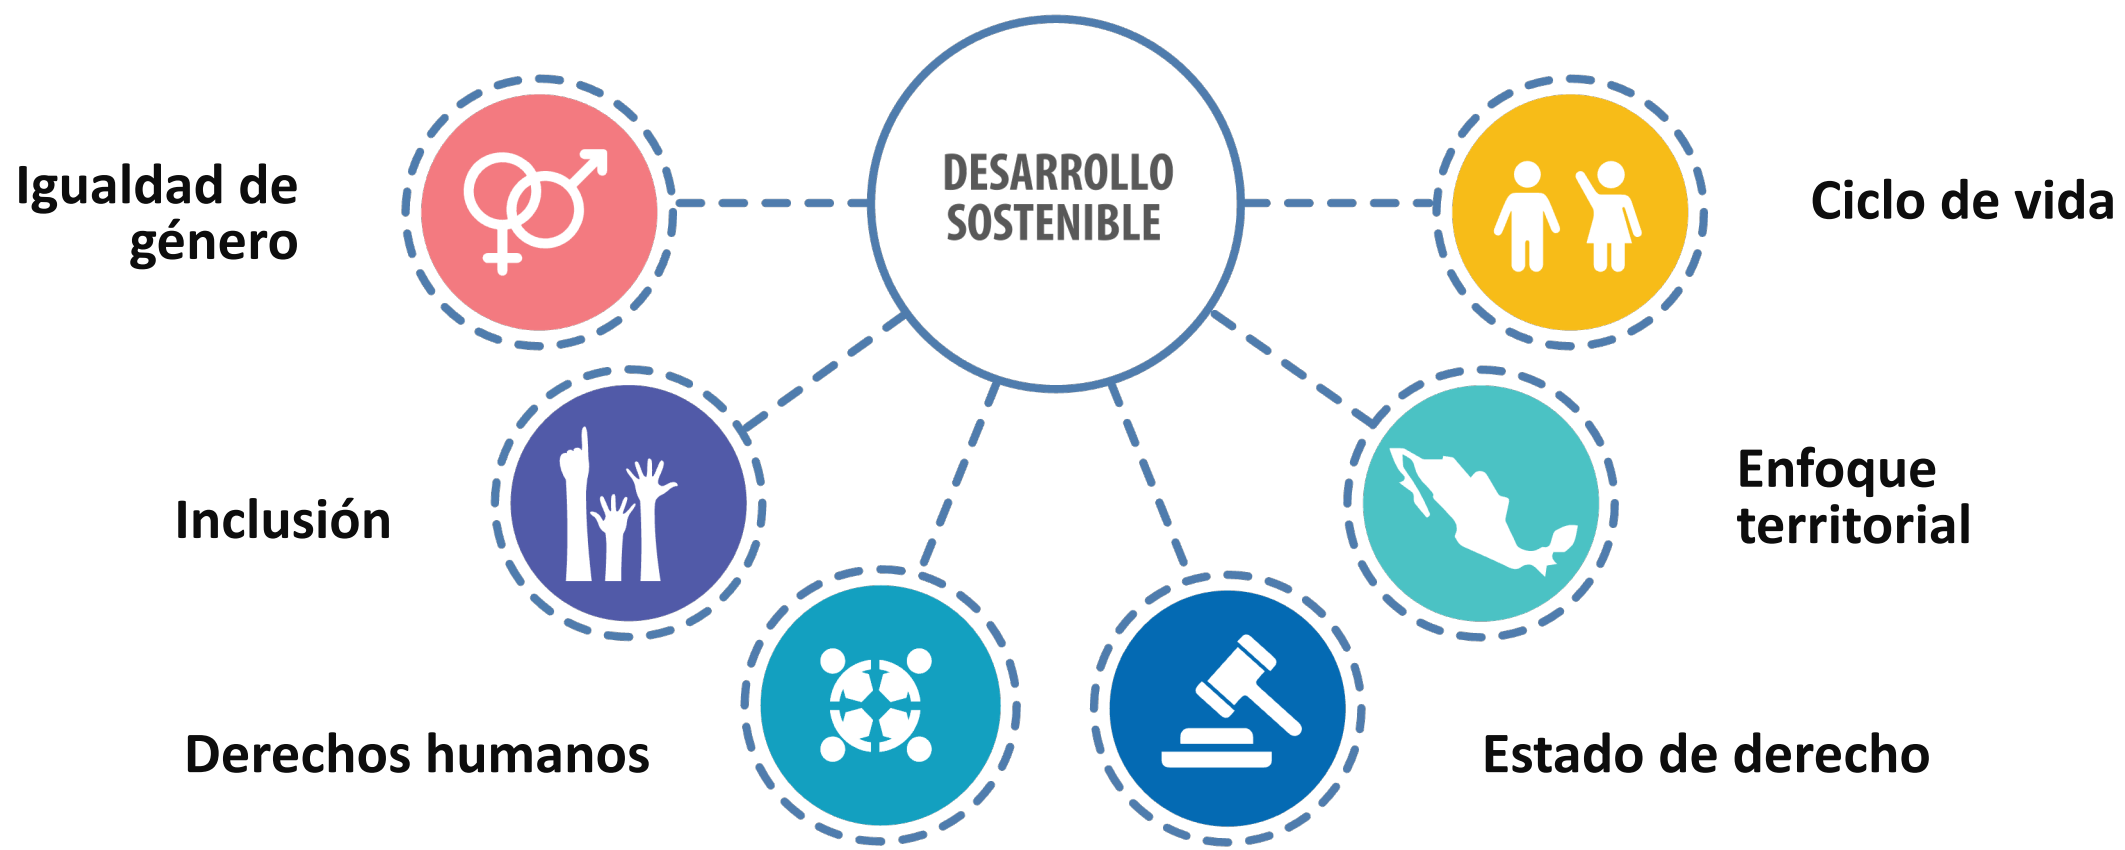 DESARROLLO
SOSTENIBLE
Igualdad de
género
Inclusión
Derechos humanos
Estado de derecho
Enfoque
territorial
Ciclo de vida